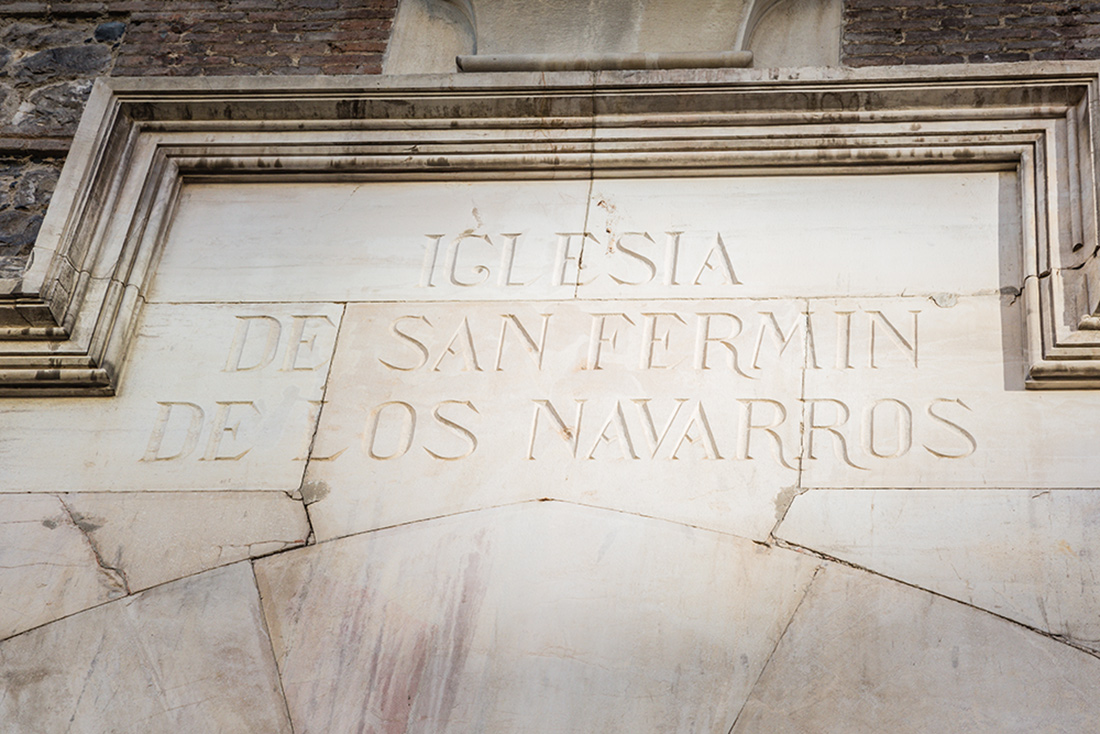 IGLESIA
DE SAN FERMIN
DE LOS NAVARROS